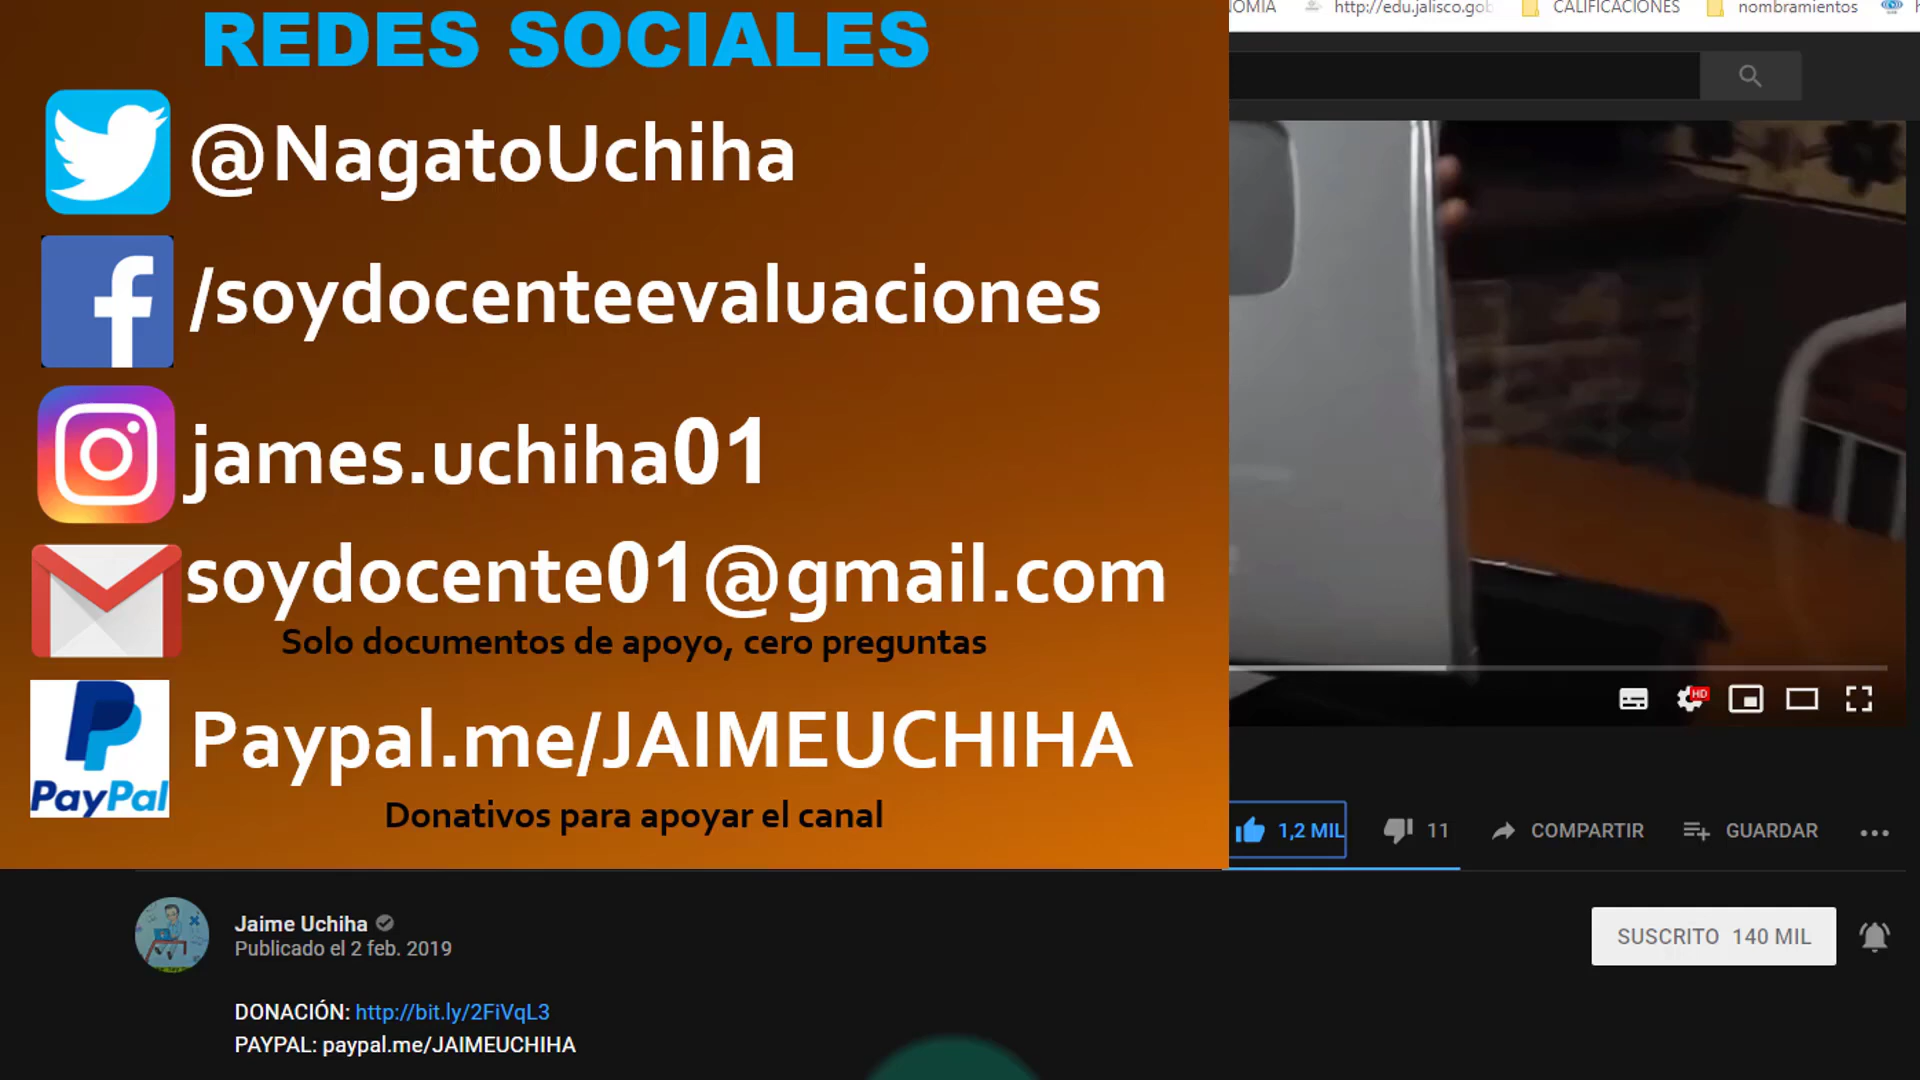 REDES SOCIALES
@NagatoUchiha
/soydocenteevaluaciones
james.uchiha01
soydocente01@gmail.com
Solo documentos de apoyo, cero preguntas
PayPal
Paypal.me/JAIMEUCHIHA
Donativos para apoyar el canal
http://edu.jalisco.gob
CALIFICACIONES
nombramientos
HD
1,2 MIL
11
COMPARTIR
GUARDAR
Jaime Uchiha
Publicado el 2 feb. 2019
SUSCRITO 140 MIL
DONACIÓN: http://bit.ly/2FiVqL3
PAYPAL: paypal.me/JAIMEUCHIHA